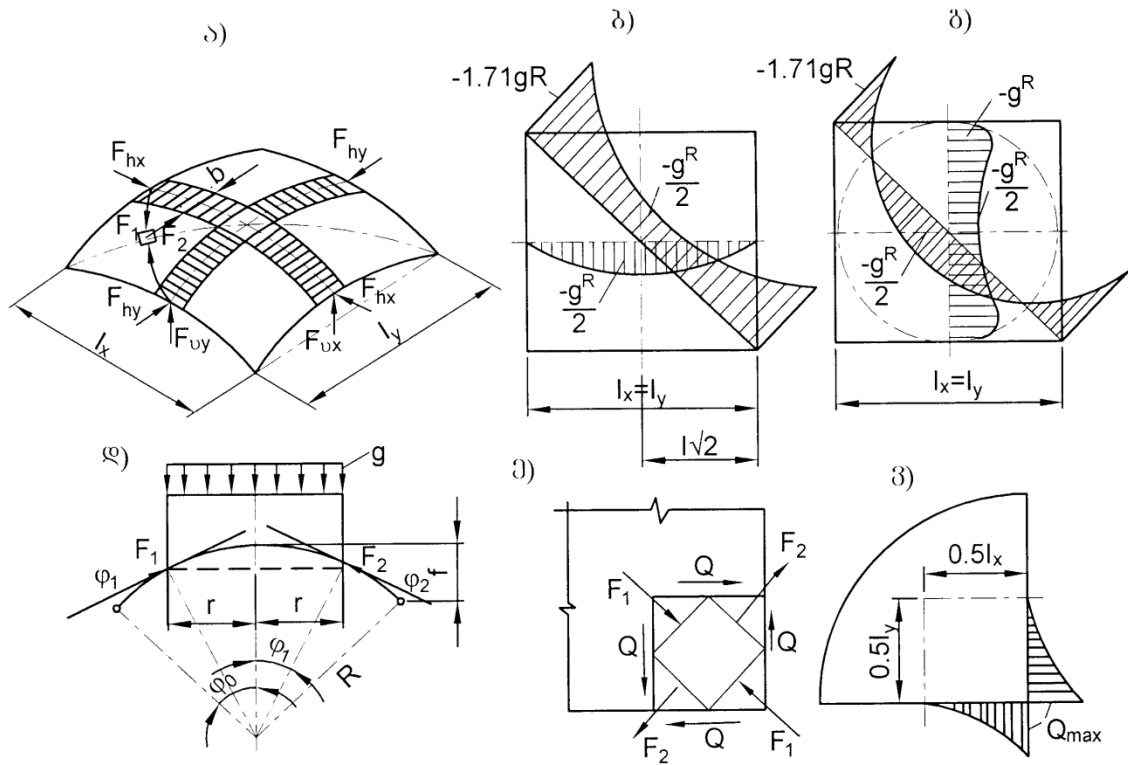 ა)
F_hx
F_hy
b
F_1
F_2
F_hy
F_υy
F_υx
F_hx
l_x
l_y
ბ)
-1.71gR
-g^R/2
-g^R/2
l_x=l_y
l√2
გ)
-1.71gR
-g^R
-g^R/2
-g^R/2
l_x=l_y
დ)
g
F_1
F_2
φ_1
φ_2
f
r
r
φ_1
φ_0
R
ე)
Q
F_2
F_1
Q
Q
F_2
Q
F_1
ვ)
0.5l_x
0.5l_y
Q_max